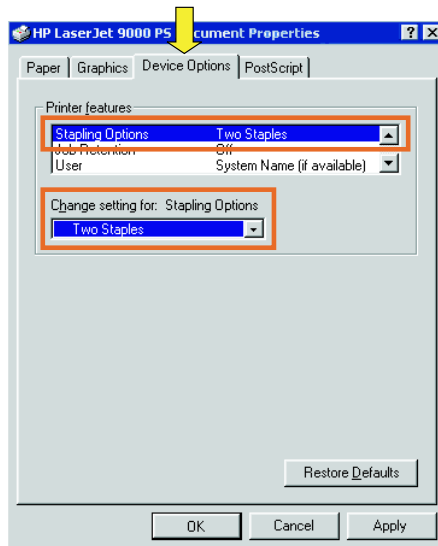 HP LaserJet 9000 PS Document Properties
Paper Graphics Device Options PostScript
Printer features
Stapling Options Two Staples
Job Retention Off
User System Name (if available)
Change setting for: Stapling Options
Two Staples
Restore Defaults
OK Cancel Apply